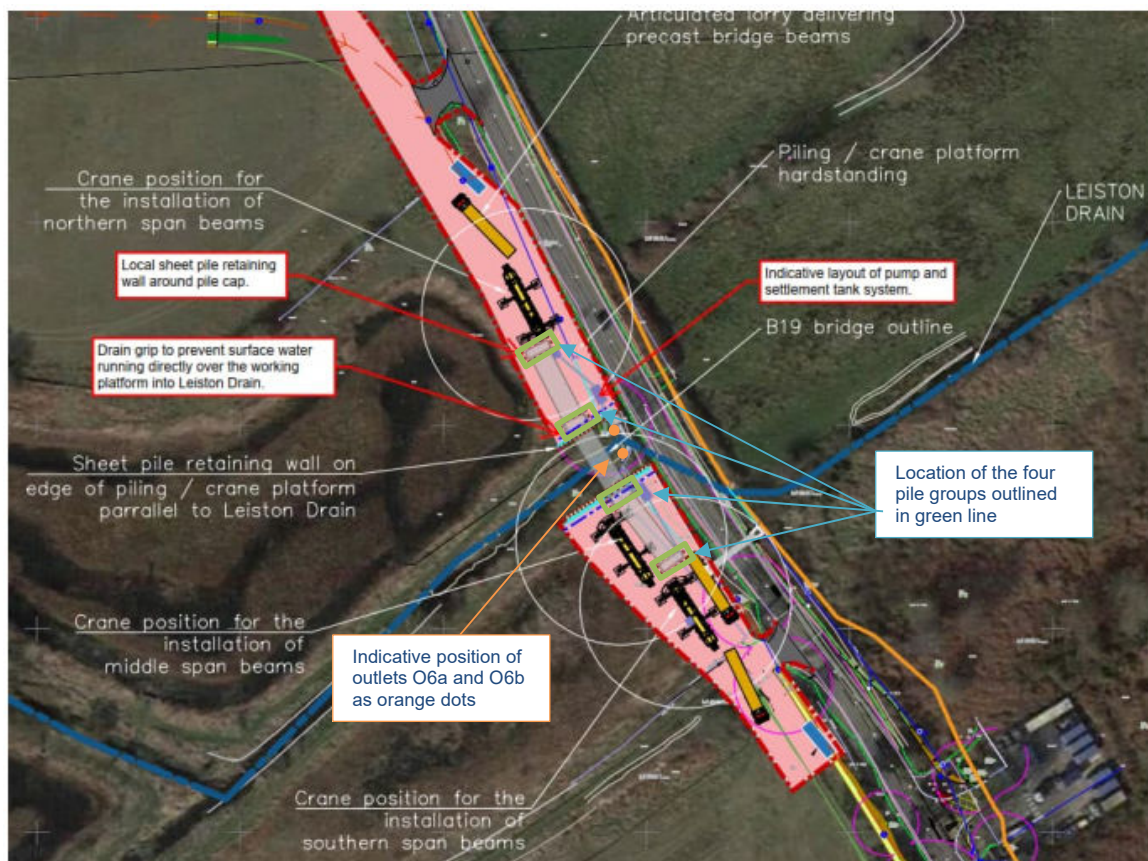 Articulated lorry delivering
precast bridge beams
Crane position for
the installation of
northern span beams
Piling / crane platform
hardstanding
LEISTON
DRAIN
Local sheet pile retaining
wall around pile cap.
Indicative layout of pump and
settlement tank system.
B19 bridge outline
Drain grip to prevent surface water
running directly over the working
platform into Leiston Drain.
Sheet pile retaining wall on
edge of piling / crane platform
parrallel to Leiston Drain
Location of the four
pile groups outlined
in green line
Crane position for the
installation of
middle span beams
Indicative position of
outlets O6a and O6b
as orange dots
Crane position for the
installation of
southern span beams